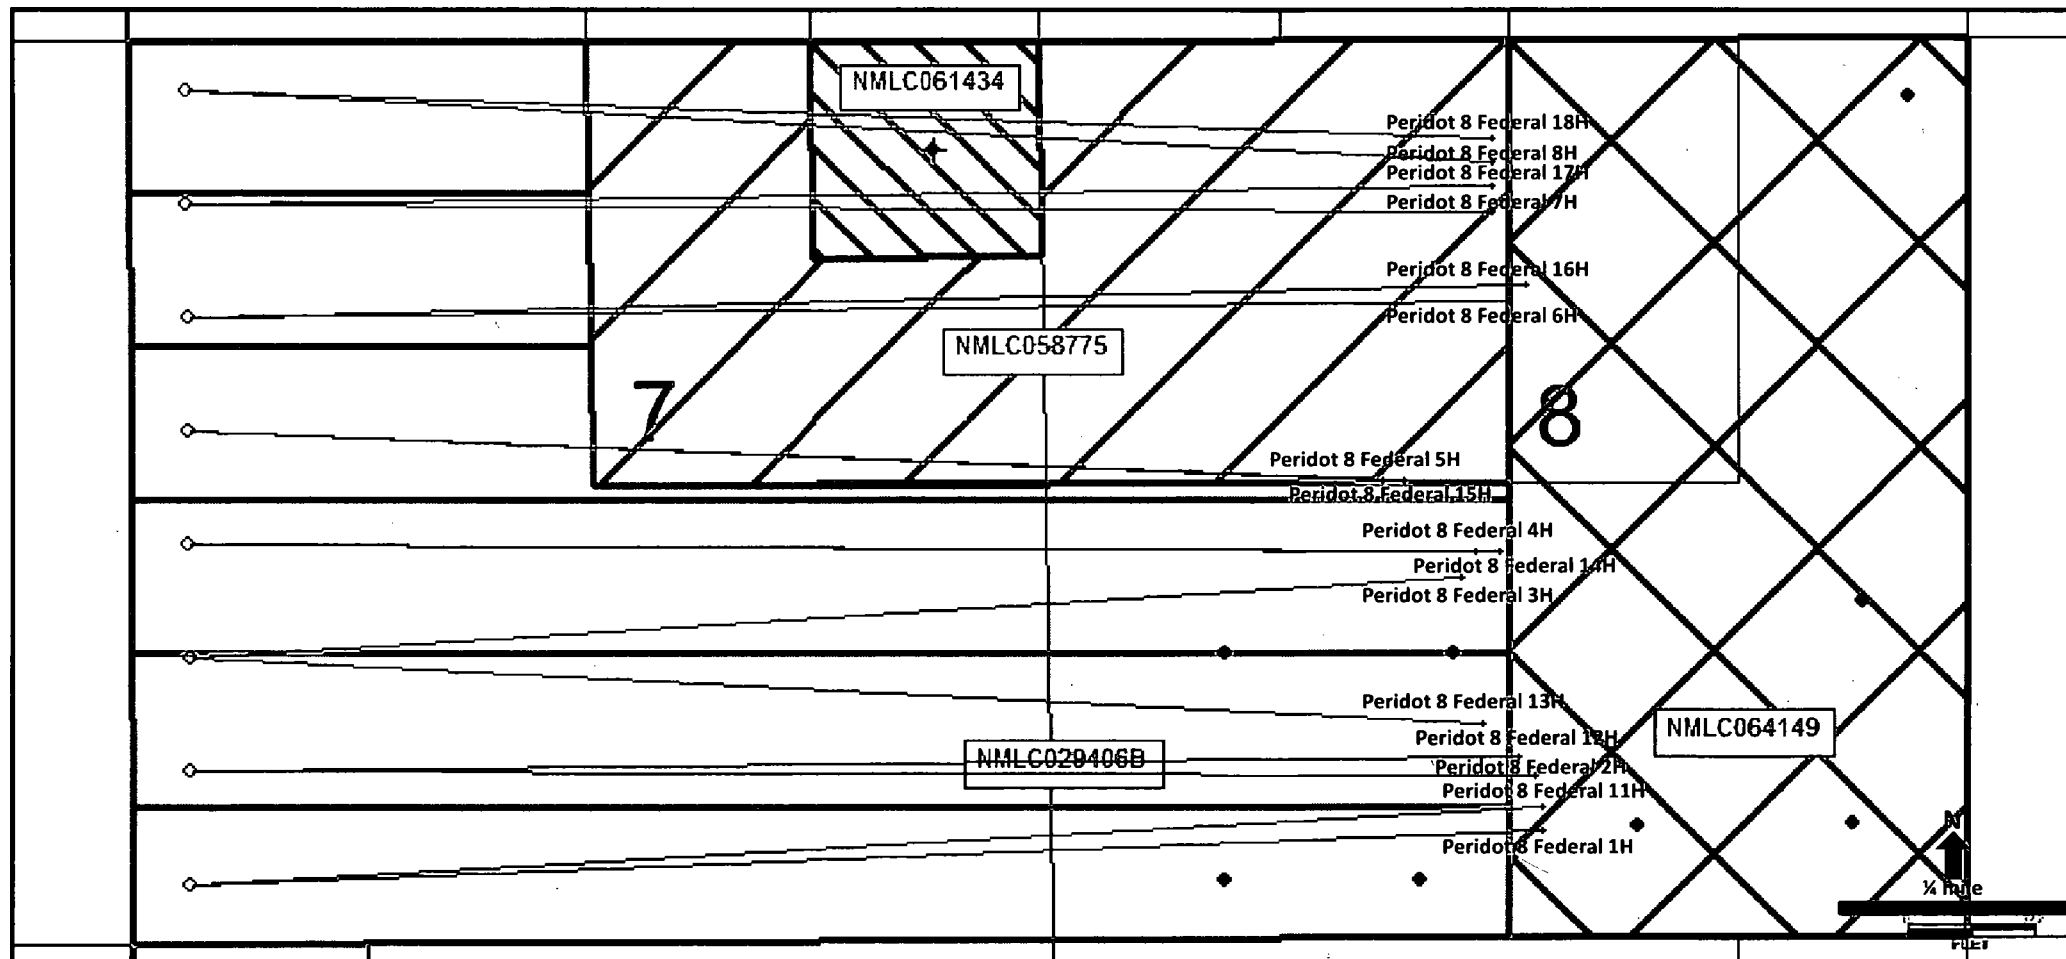 NMLC061434
Peridot 8 Federal 18H
Peridot 8 Federal 8H
Peridot 8 Federal 17H
Peridot 8 Federal 7H
Peridot 8 Federal 16H
Peridot 8 Federal 6H
NMLC058775
7
8
Peridot 8 Federal 5H
Peridot 8 Federal 15H
Peridot 8 Federal 4H
Peridot 8 Federal 14H
Peridot 8 Federal 3H
Peridot 8 Federal 13H
NMLC064149
Peridot 8 Federal 12H
NMLC029406B
Peridot 8 Federal 2H
Peridot 8 Federal 11H
N
Peridot 8 Federal 1H
¼ mile